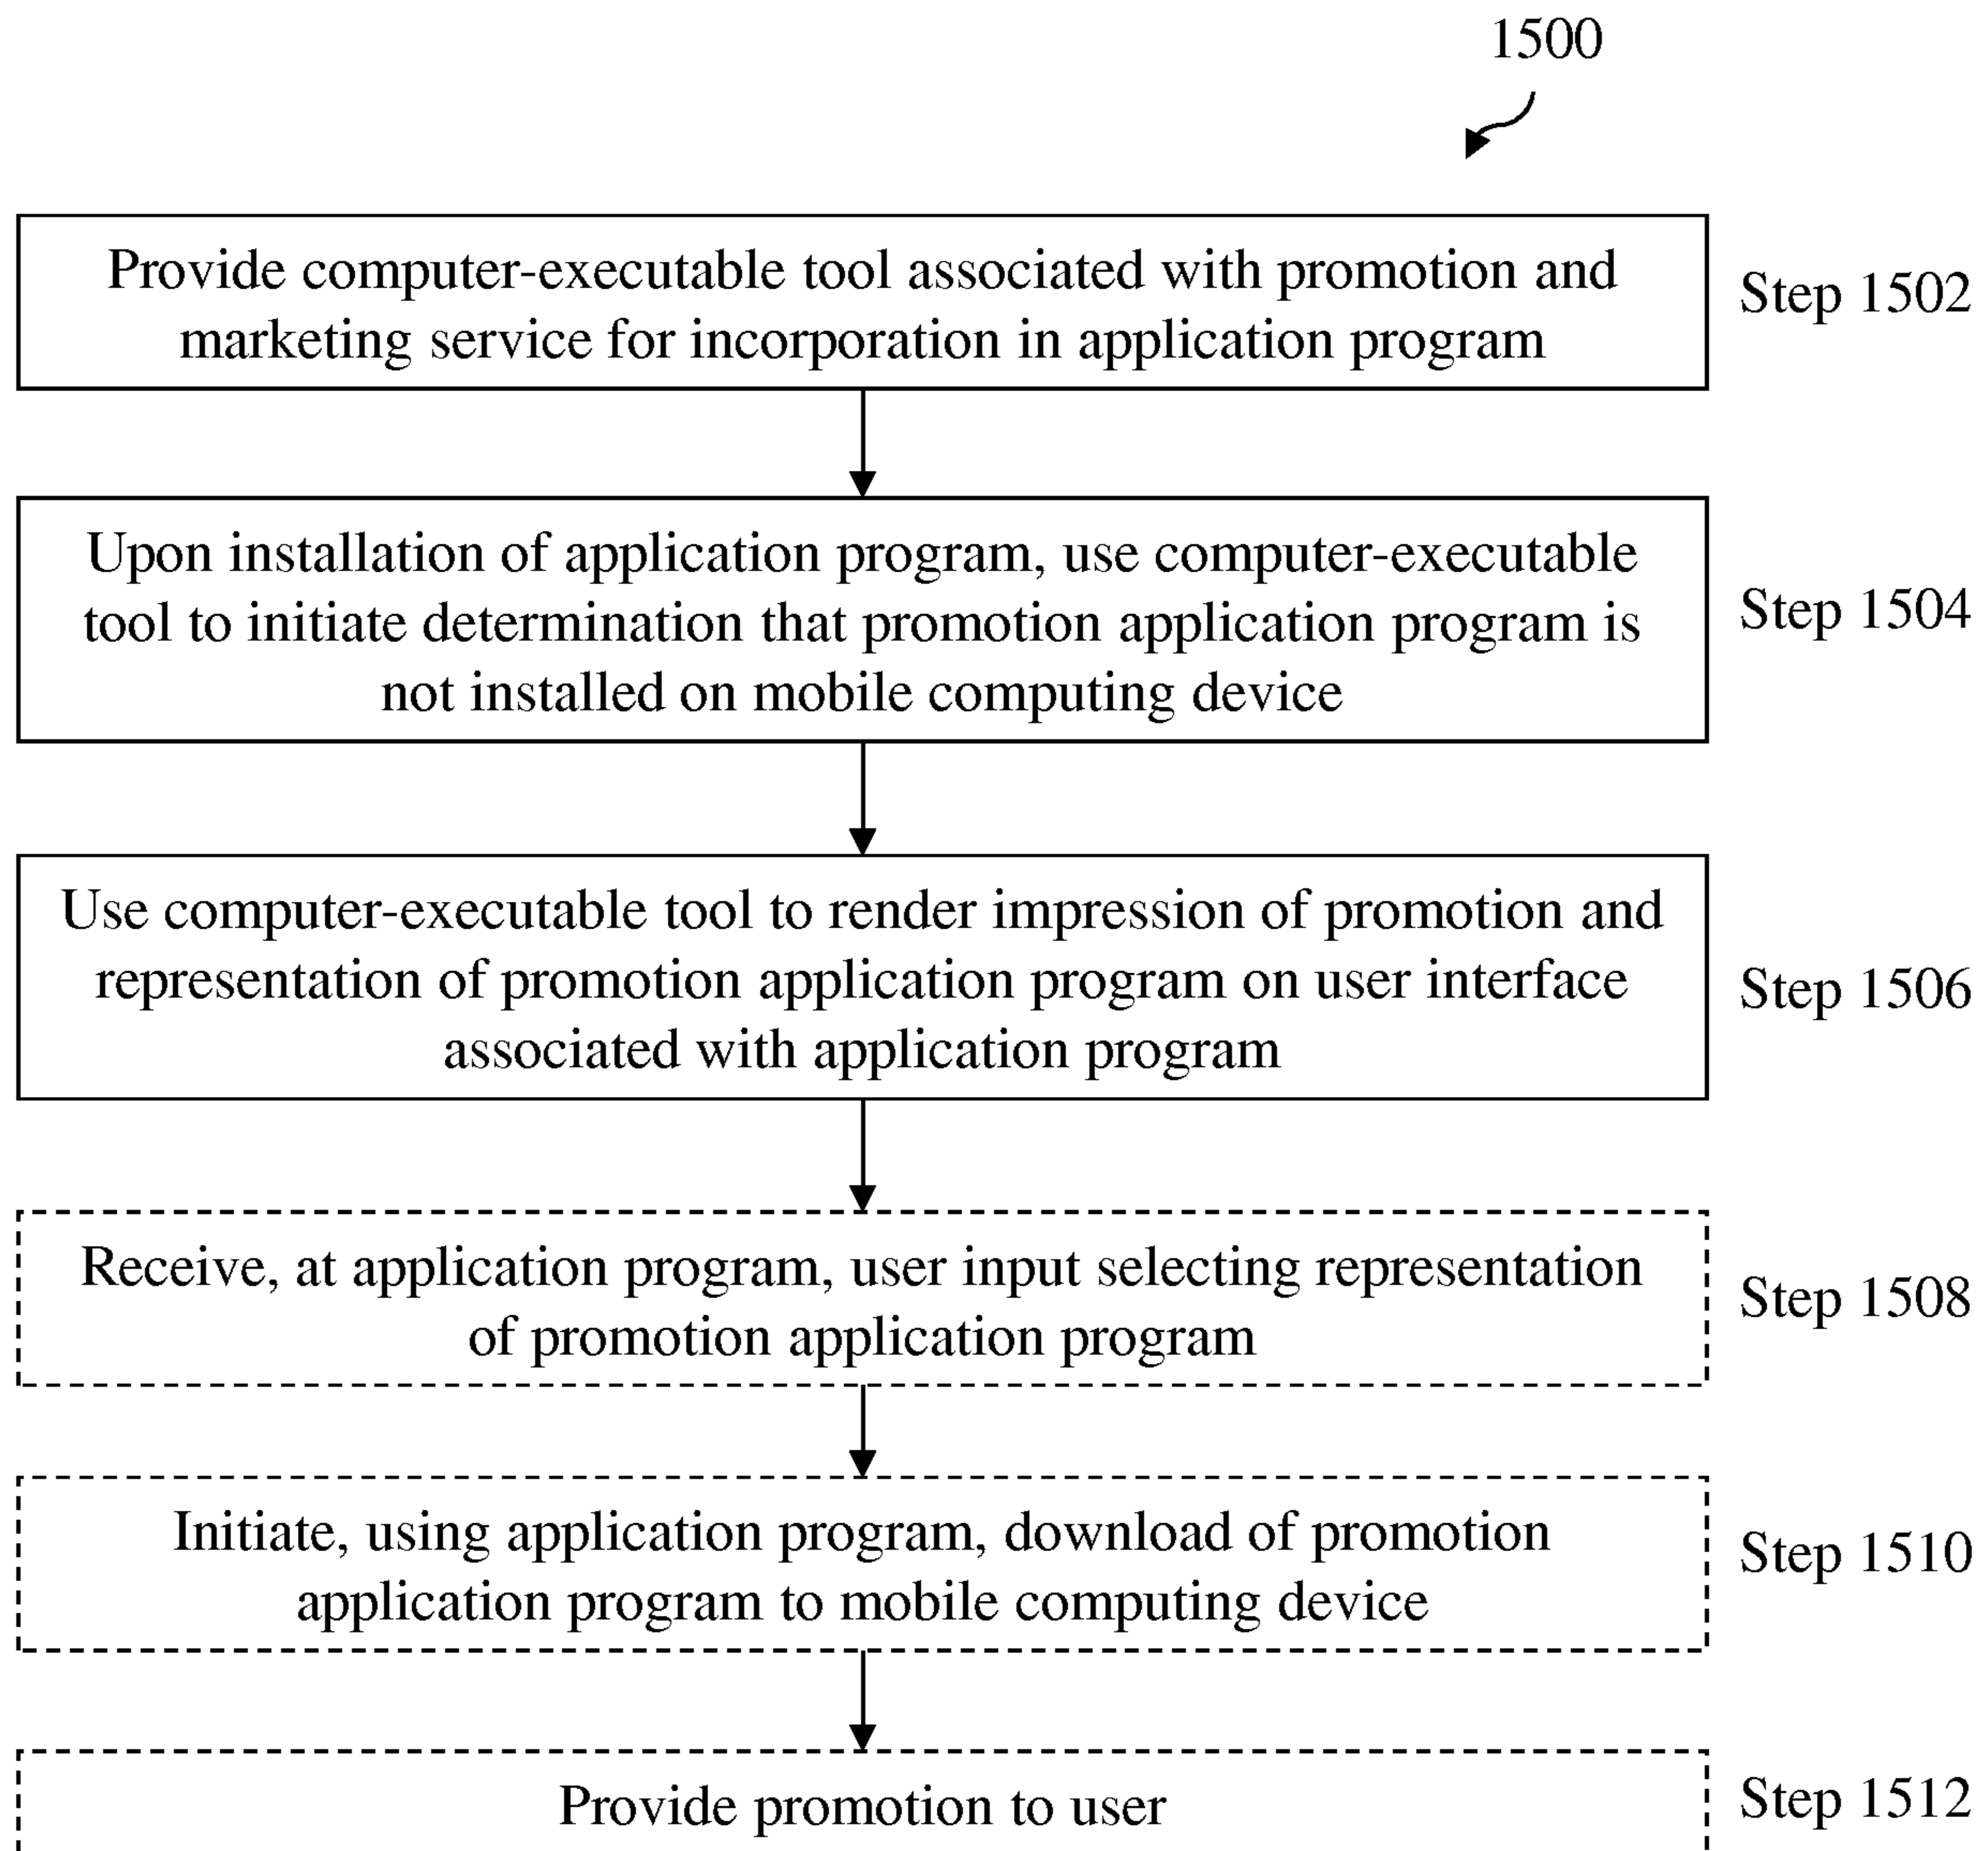 1500
Provide computer-executable tool associated with promotion and
marketing service for incorporation in application program
Step 1502
Upon installation of application program, use computer-executable
tool to initiate determination that promotion application program is
not installed on mobile computing device
Step 1504
Use computer-executable tool to render impression of promotion and
representation of promotion application program on user interface
associated with application program
Step 1506
Receive, at application program, user input selecting representation
of promotion application program
Step 1508
Initiate, using application program, download of promotion
application program to mobile computing device
Step 1510
Provide promotion to user
Step 1512